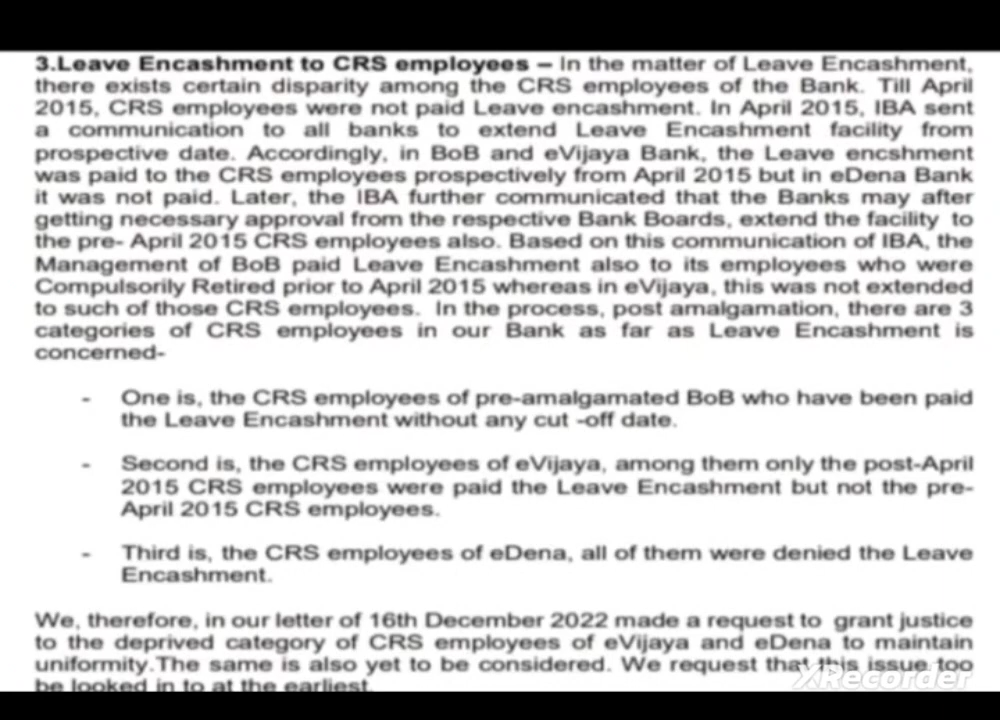 3.Leave Encashment to CRS employees – In the matter of Leave Encashment,
there exists certain disparity among the CRS employees of the Bank. Till April
2015, CRS employees were not paid Leave encashment. In April 2015, IBA sent
a communication to all banks to extend Leave Encashment facility from
prospective date. Accordingly, in BoB and eVijaya Bank, the Leave encshment
was paid to the CRS employees prospectively from April 2015 but in eDena Bank
it was not paid. Later, the IBA further communicated that the Banks may after
getting necessary approval from the respective Bank Boards, extend the facility to
the pre- April 2015 CRS employees also. Based on this communication of IBA, the
Management of BoB paid Leave Encashment also to its employees who were
Compulsorily Retired prior to April 2015 whereas in eVijaya, this was not extended
to such of those CRS employees. In the process, post amalgamation, there are 3
categories of CRS employees in our Bank as far as Leave Encashment is
concerned-
- One is, the CRS employees of pre-amalgamated BoB who have been paid
the Leave Encashment without any cut -off date.
- Second is, the CRS employees of eVijaya, among them only the post-April
2015 CRS employees were paid the Leave Encashment but not the pre-
April 2015 CRS employees.
- Third is, the CRS employees of eDena, all of them were denied the Leave
Encashment.
We, therefore, in our letter of 16th December 2022 made a request to grant justice
to the deprived category of CRS employees of eVijaya and eDena to maintain
uniformity.The same is also yet to be considered. We request that this issue too
be looked in to at the earliest.
XRecorder